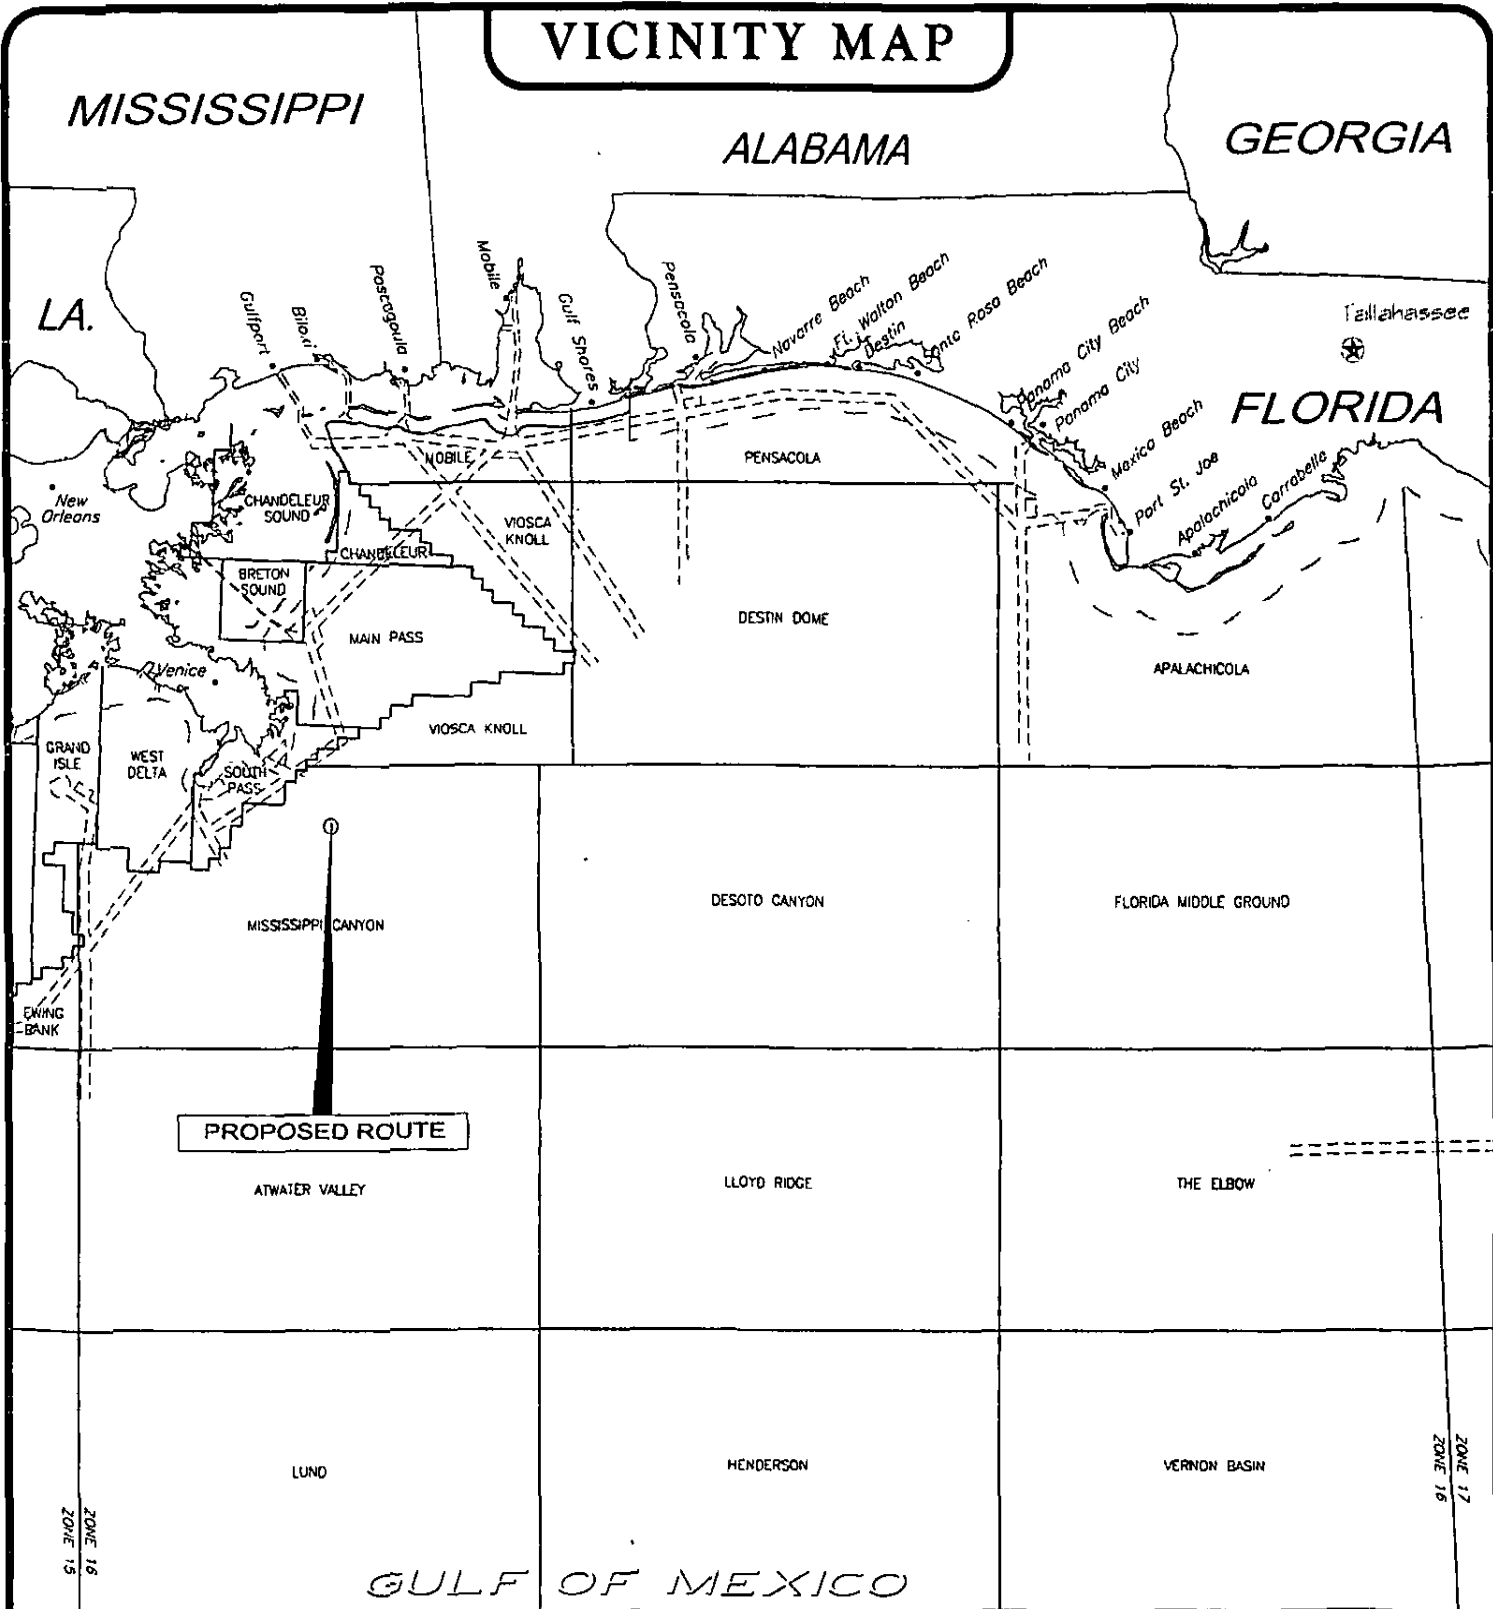 VICINITY MAP
MISSISSIPPI
ALABAMA
GEORGIA
LA.
Gulfport
Biloxi
Pascagoula
Mobile
Gulf Shores
Pensacola
Navarre Beach
Ft. Walton Beach
Destin
Rosa Beach
Panama City Beach
Panama City
Mexico Beach
Port St. Joe
Apalachicola
Carrabelle
Tallahassee
FLORIDA
New
Orleans
MOBILE
PENSACOLA
CHANDELEUR
SOUND
VIOSCA
KNOLL
CHANDELEUR
BRETON
SOUND
MAIN PASS
DESTIN DOME
APALACHICOLA
Venice
VIOSCA KNOLL
GRAND
ISLE
WEST
DELTA
SOUTH
PASS
MISSISSIPPI CANYON
DESOTO CANYON
FLORIDA MIDDLE GROUND
EWING
BANK
PROPOSED ROUTE
ATWATER VALLEY
LLOYD RIDGE
THE ELBOW
LUND
HENDERSON
VERNON BASIN
ZONE 15
ZONE 16
ZONE 16
ZONE 17
GULF OF MEXICO